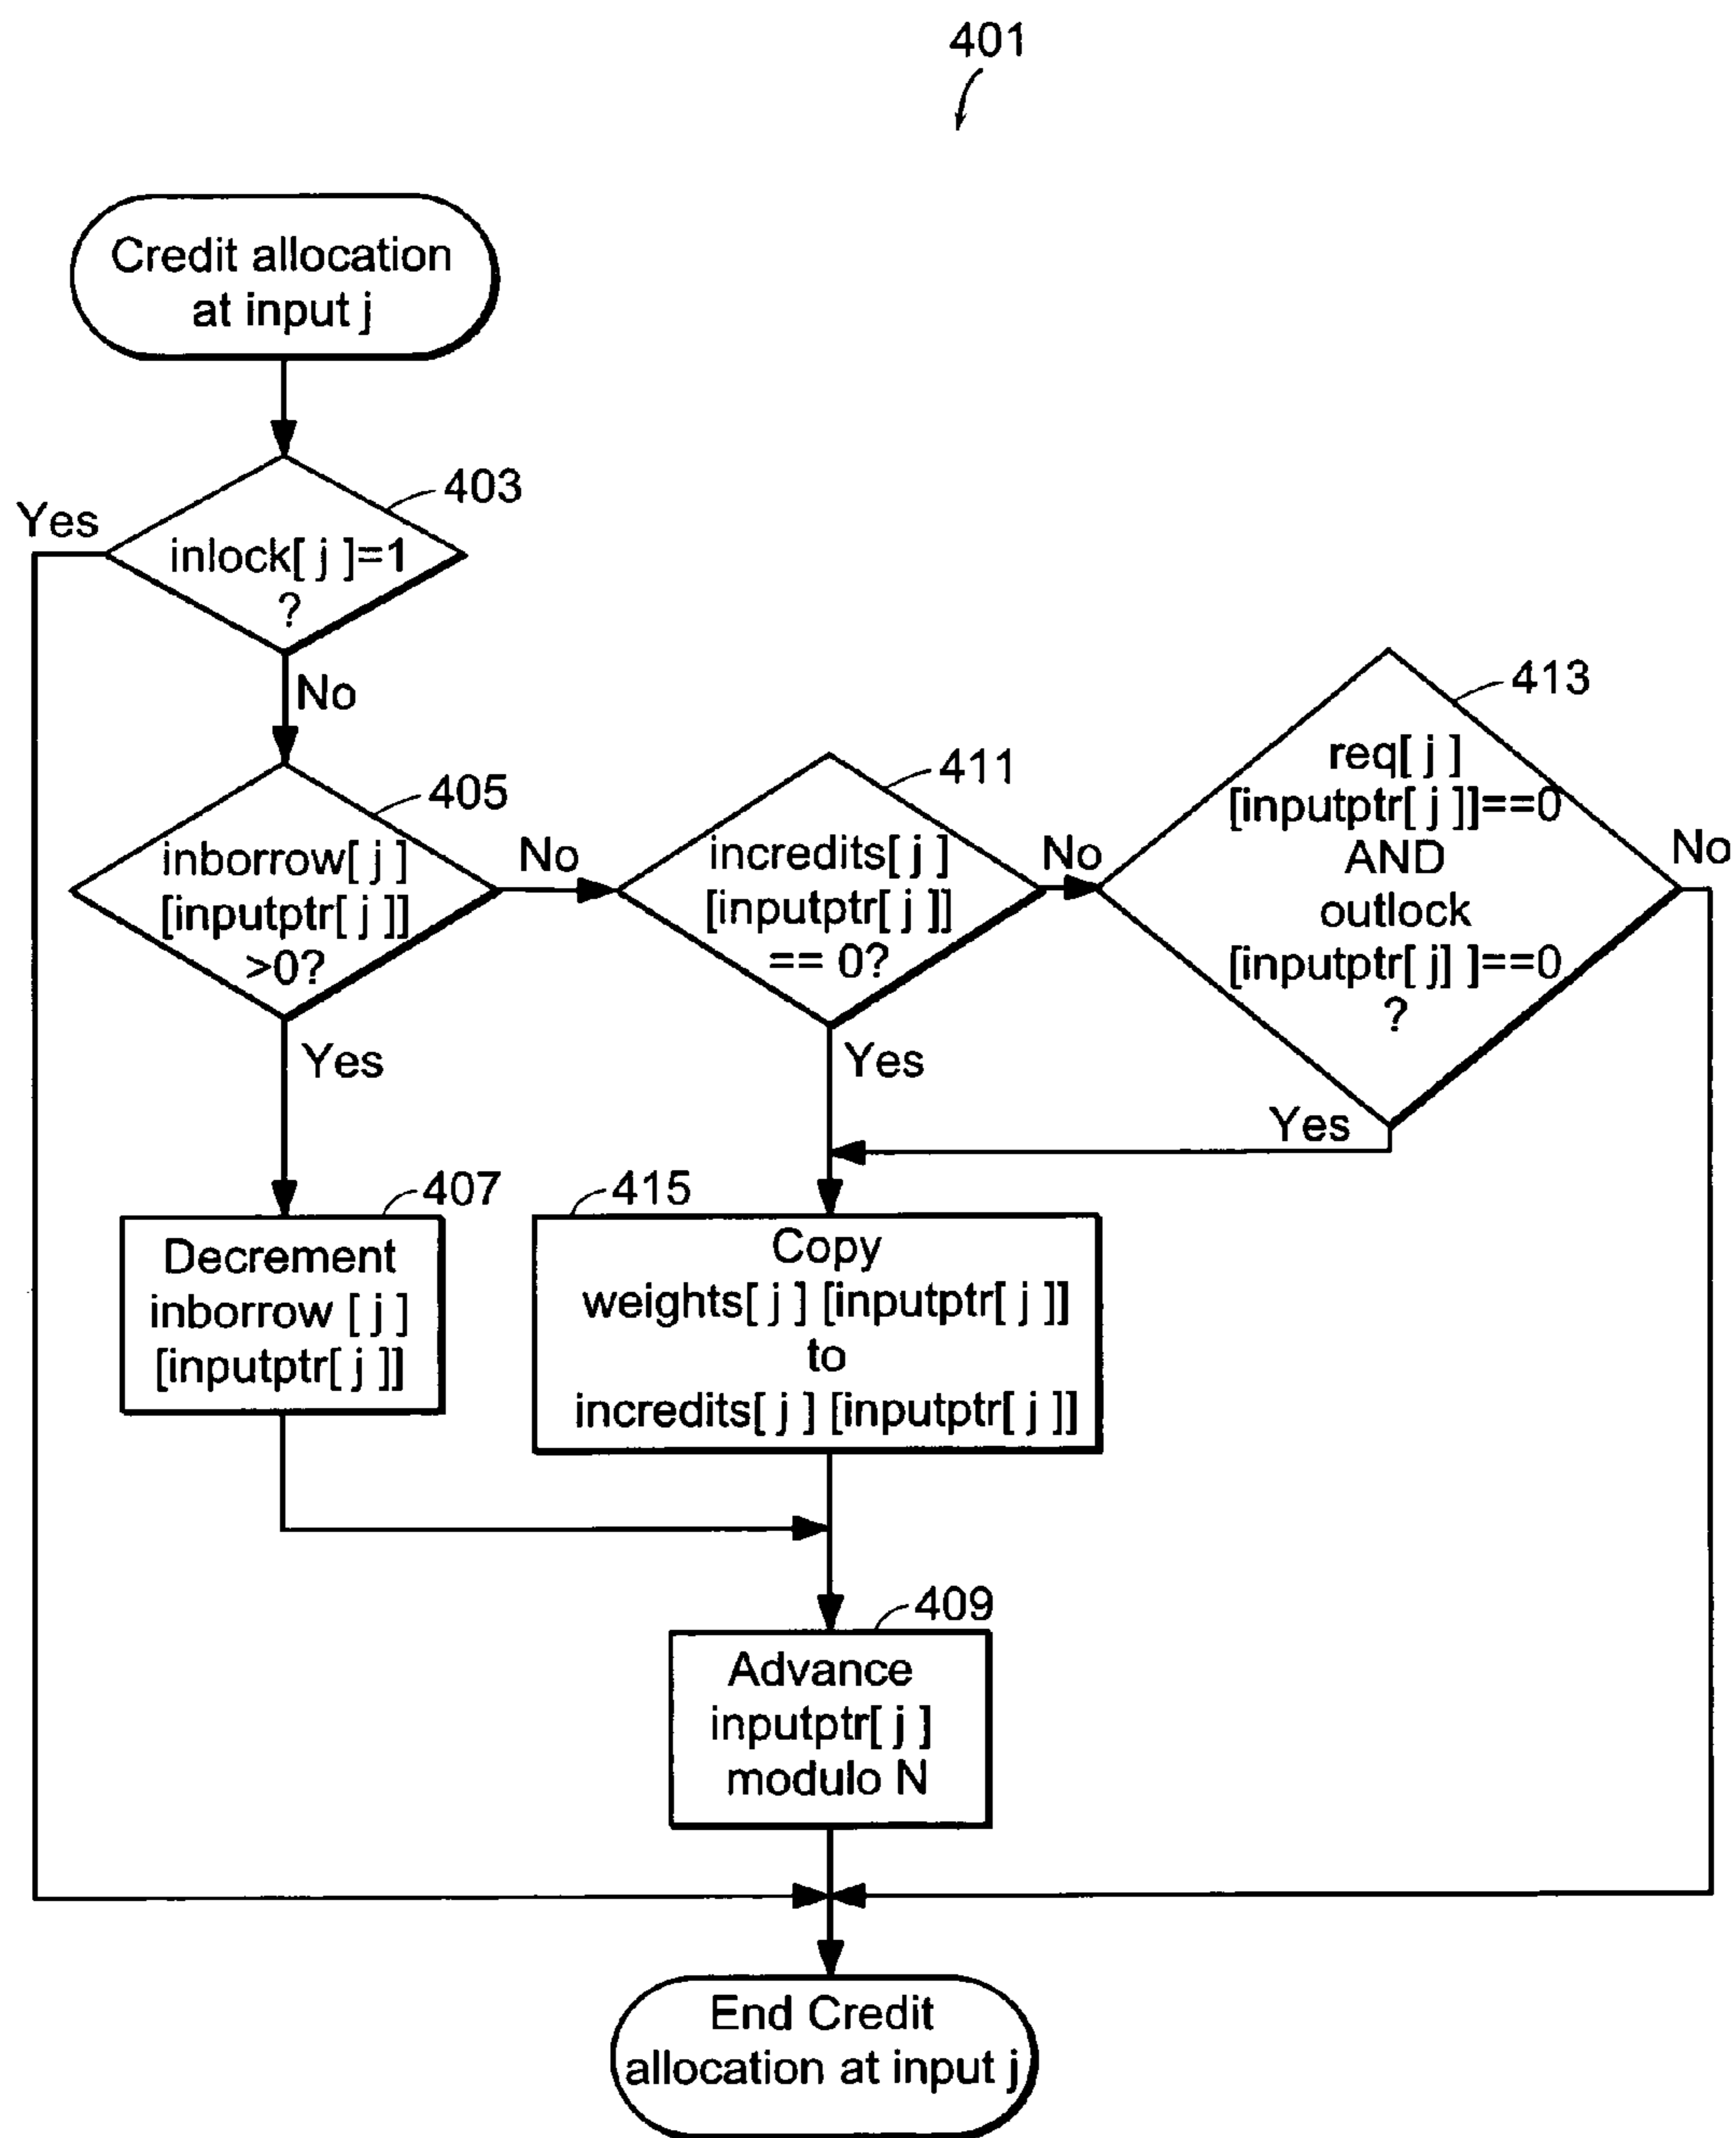 401
Credit allocation
at input j
403
Yes
inlock[ j ]=1
?
No
405
inborrow[ j ]
[inputptr[ j ]]
>0?
No
411
incredits[ j ]
[inputptr[ j ]]
== 0?
No
413
req[ j ]
[inputptr[ j ]]==0
AND
outlock
[inputptr[ j] ]==0
?
No
Yes
Yes
Yes
407
Decrement
inborrow [ j ]
[inputptr[ j ]]
415
Copy
weights[ j ] [inputptr[ j ]]
to
incredits[ j ] [inputptr[ j ]]
409
Advance
inputptr[ j ]
modulo N
End Credit
allocation at input j